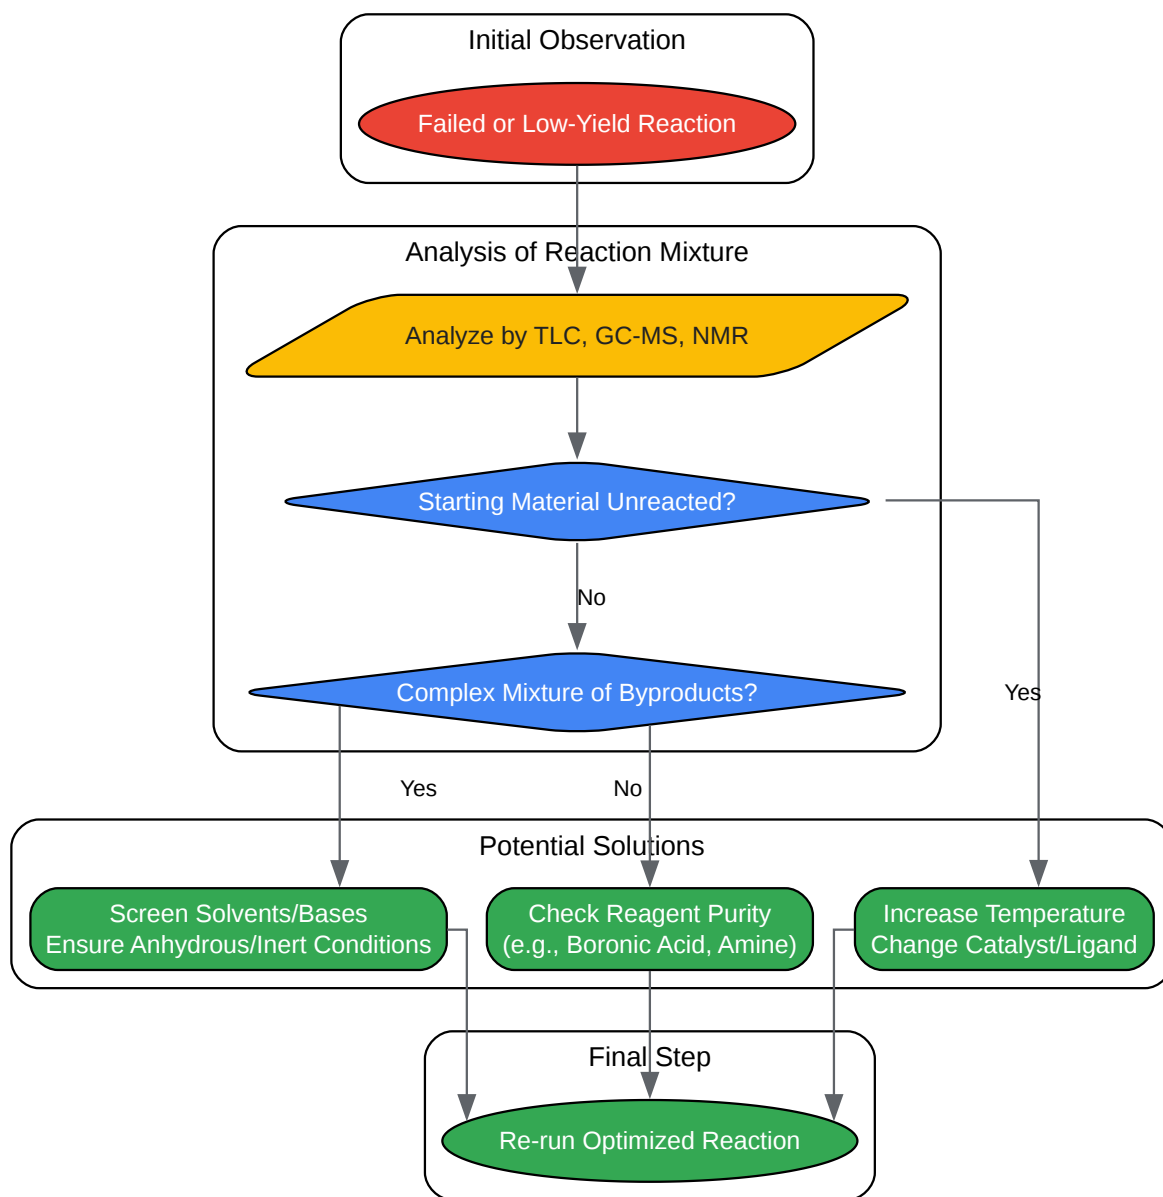 Initial Observation
Failed or Low-Yield Reaction
Analysis of Reaction Mixture
Analyze by TLC, GC-MS, NMR
Starting Material Unreacted?
No
Complex Mixture of Byproducts?
Yes
Yes
No
Potential Solutions
Screen Solvents/Bases
Ensure Anhydrous/Inert Conditions
Check Reagent Purity
(e.g., Boronic Acid, Amine)
Increase Temperature
Change Catalyst/Ligand
Final Step
Re-run Optimized Reaction